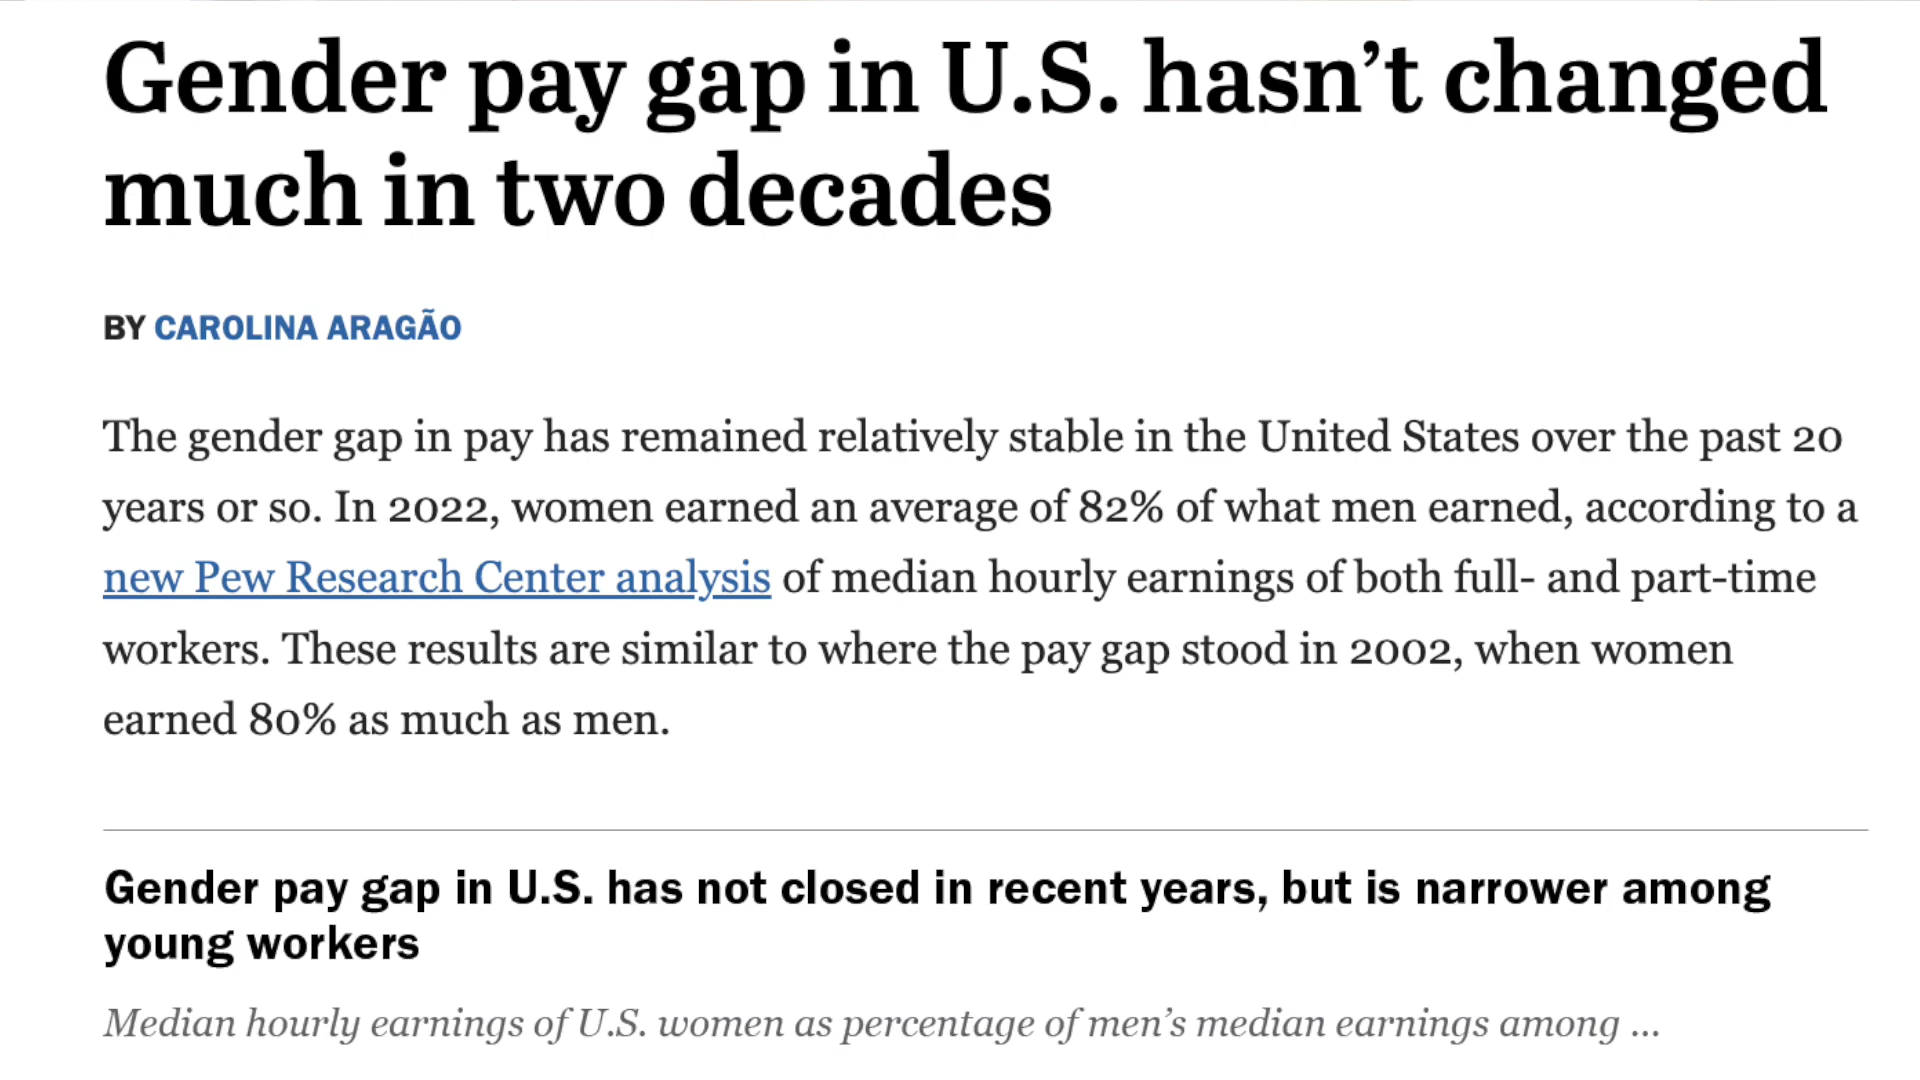 Gender pay gap in U.S. hasn’t changed
much in two decades
BY CAROLINA ARAGÃO
The gender gap in pay has remained relatively stable in the United States over the past 20
years or so. In 2022, women earned an average of 82% of what men earned, according to a
new Pew Research Center analysis of median hourly earnings of both full- and part-time
workers. These results are similar to where the pay gap stood in 2002, when women
earned 80% as much as men.
Gender pay gap in U.S. has not closed in recent years, but is narrower among
young workers
Median hourly earnings of U.S. women as percentage of men’s median earnings among ...